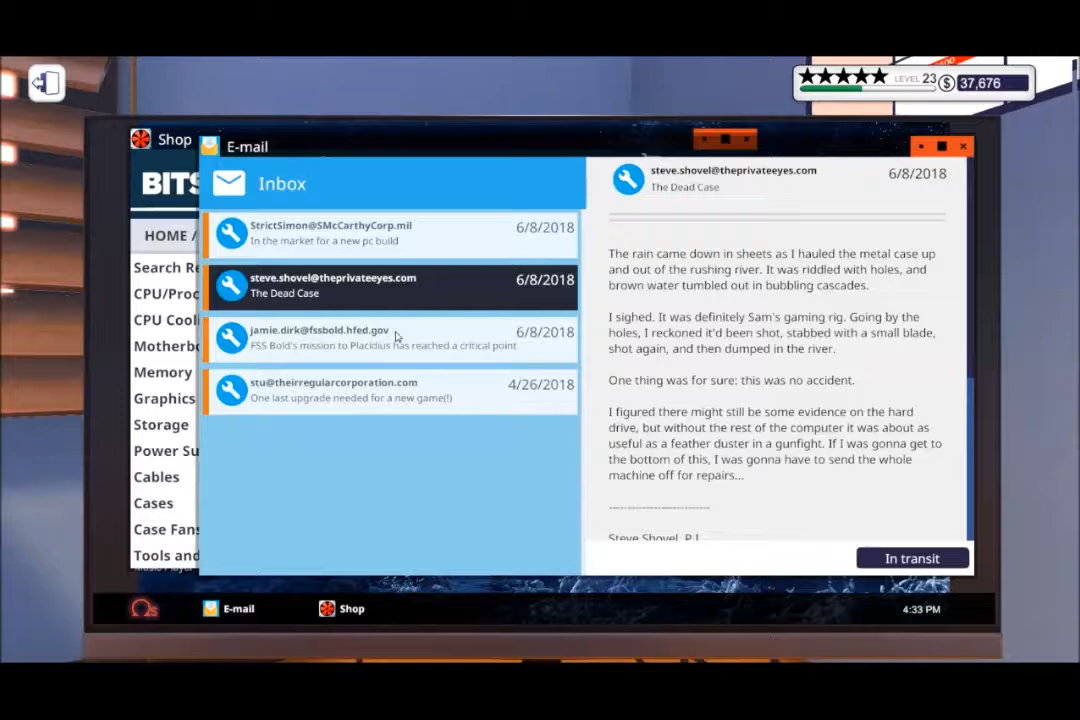 LEVEL 23 $ 37,676
Shop
E-mail
BITS
HOME /
Search Re
CPU/Proc
CPU Cool
Motherbo
Memory
Graphics
Storage
Power Su
Cables
Cases
Case Fans
Tools and
Inbox
StrictSimon@SMcCarthyCorp.mil 6/8/2018
In the market for a new pc build
steve.shovel@theprivateeyes.com 6/8/2018
The Dead Case
jamie.dirk@fssbold.hfed.gov 6/8/2018
FSS Bold's mission to Placidius has reached a critical point
stu@theirregularcorporation.com 4/26/2018
One last upgrade needed for a new game(!)
steve.shovel@theprivateeyes.com 6/8/2018
The Dead Case
The rain came down in sheets as I hauled the metal case up
and out of the rushing river. It was riddled with holes, and
brown water tumbled out in bubbling cascades.
I sighed. It was definitely Sam's gaming rig. Going by the
holes, I reckoned it'd been shot, stabbed with a small blade,
shot again, and then dumped in the river.
One thing was for sure: this was no accident.
I figured there might still be some evidence on the hard
drive, but without the rest of the computer it was about as
useful as a feather duster in a gunfight. If I was gonna get to
the bottom of this, I was gonna have to send the whole
machine off for repairs...
------------------------
Steve Shovel, P.I.
In transit
Ωs
E-mail
Shop
4:33 PM